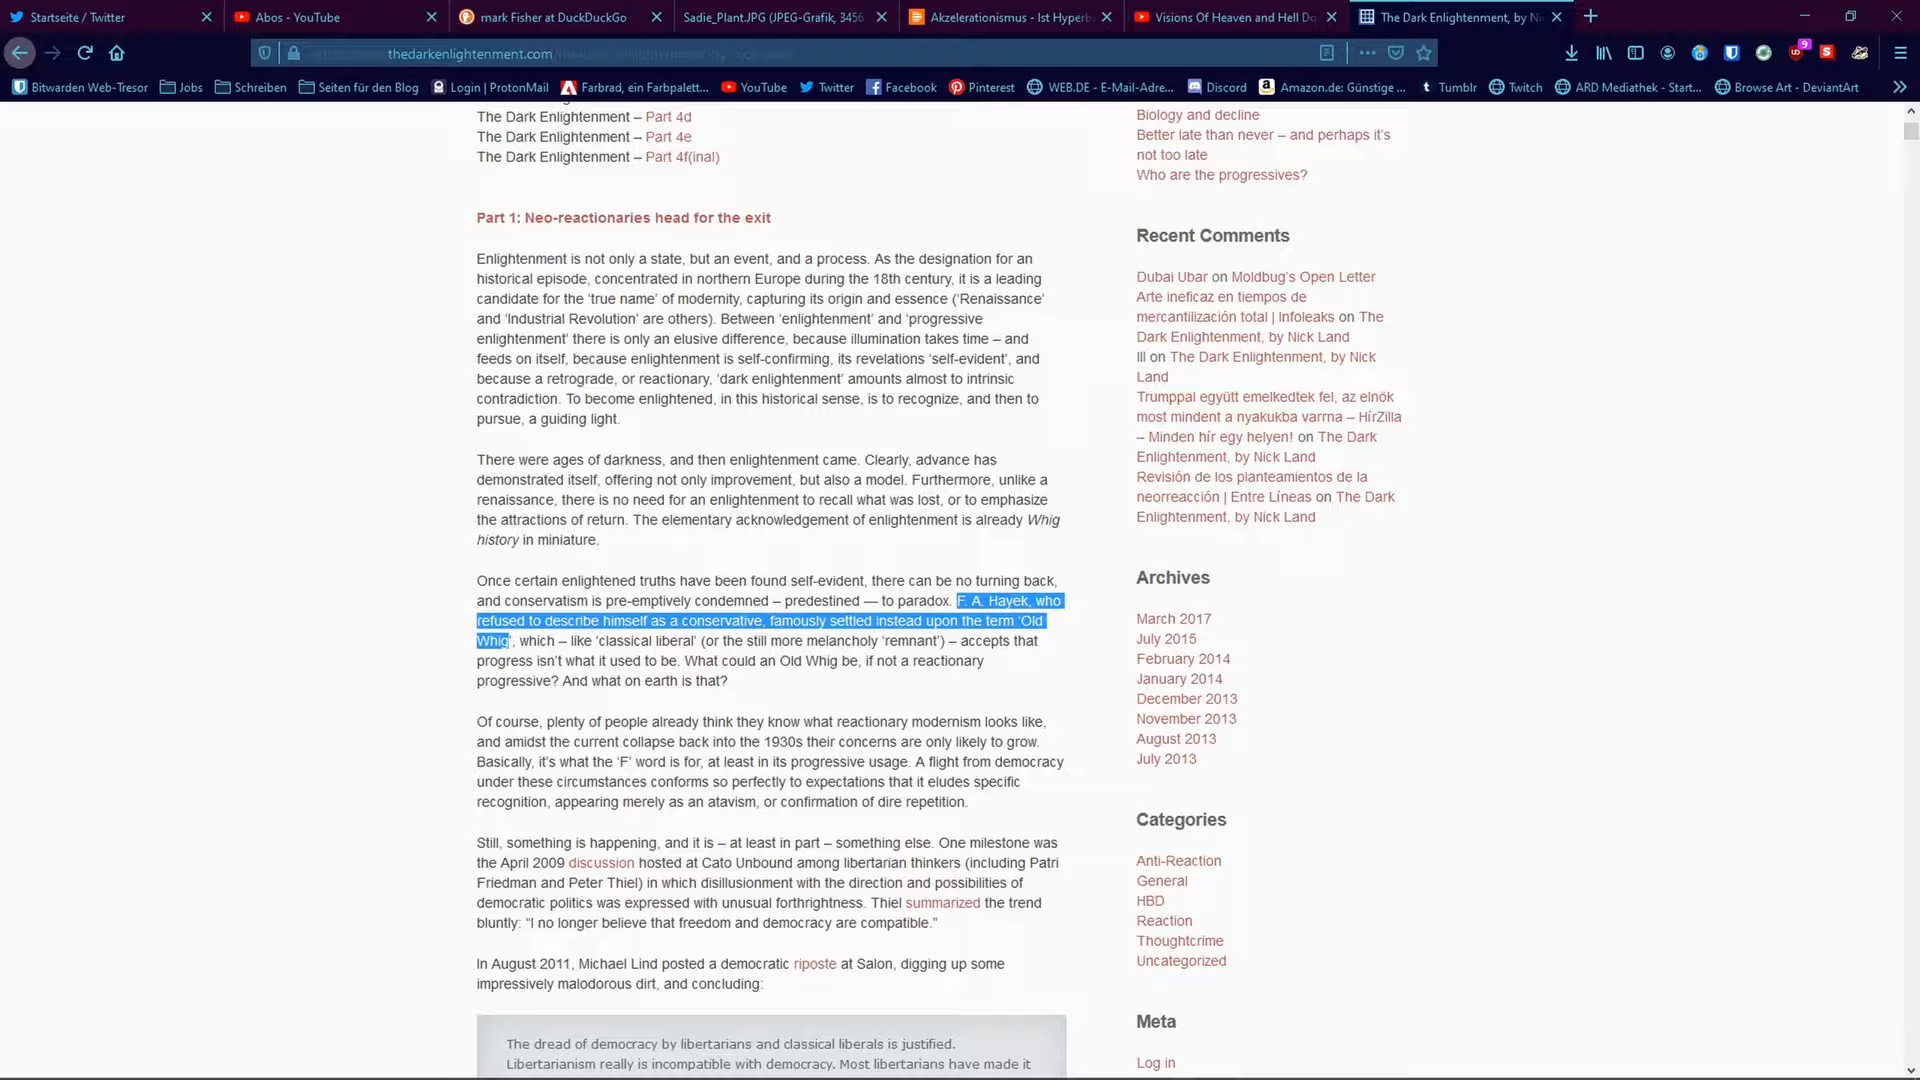 Startseite / Twitter
Abos - YouTube
mark Fisher at DuckDuckGo
Sadie_Plant.JPG (JPEG-Grafik, 3456
Akzelerationismus - Ist Hyperb
Visions Of Heaven and Hell Do
The Dark Enlightenment, by Ni
thedarkenlightenment.com
9
Bitwarden Web-Tresor
Jobs
Schreiben
Seiten für den Blog
Login | ProtonMail
Farbrad, ein Farbpalett...
YouTube
Twitter
Facebook
Pinterest
WEB.DE - E-Mail-Adre...
Discord
Amazon.de: Günstige ...
Tumblr
Twitch
ARD Mediathek - Start...
Browse Art - DeviantArt
The Dark Enlightenment – Part 4d
The Dark Enlightenment – Part 4e
The Dark Enlightenment – Part 4f(inal)
Part 1: Neo-reactionaries head for the exit
Enlightenment is not only a state, but an event, and a process. As the designation for an
historical episode, concentrated in northern Europe during the 18th century, it is a leading
candidate for the ‘true name’ of modernity, capturing its origin and essence (‘Renaissance‘
and ‘Industrial Revolution’ are others). Between ‘enlightenment’ and ‘progressive
enlightenment’ there is only an elusive difference, because illumination takes time – and
feeds on itself, because enlightenment is self-confirming, its revelations ‘self-evident’, and
because a retrograde, or reactionary, ‘dark enlightenment’ amounts almost to intrinsic
contradiction. To become enlightened, in this historical sense, is to recognize, and then to
pursue, a guiding light.
There were ages of darkness, and then enlightenment came. Clearly, advance has
demonstrated itself, offering not only improvement, but also a model. Furthermore, unlike a
renaissance, there is no need for an enlightenment to recall what was lost, or to emphasize
the attractions of return. The elementary acknowledgement of enlightenment is already Whig
history in miniature.
Once certain enlightened truths have been found self-evident, there can be no turning back,
and conservatism is pre-emptively condemned – predestined — to paradox. F. A. Hayek, who
refused to describe himself as a conservative, famously settled instead upon the term ‘Old
Whig’, which – like ‘classical liberal’ (or the still more melancholy ‘remnant’) – accepts that
progress isn’t what it used to be. What could an Old Whig be, if not a reactionary
progressive? And what on earth is that?
Of course, plenty of people already think they know what reactionary modernism looks like,
and amidst the current collapse back into the 1930s their concerns are only likely to grow.
Basically, it’s what the ‘F’ word is for, at least in its progressive usage. A flight from democracy
under these circumstances conforms so perfectly to expectations that it eludes specific
recognition, appearing merely as an atavism, or confirmation of dire repetition.
Still, something is happening, and it is – at least in part – something else. One milestone was
the April 2009 discussion hosted at Cato Unbound among libertarian thinkers (including Patri
Friedman and Peter Thiel) in which disillusionment with the direction and possibilities of
democratic politics was expressed with unusual forthrightness. Thiel summarized the trend
bluntly: “I no longer believe that freedom and democracy are compatible.”
In August 2011, Michael Lind posted a democratic riposte at Salon, digging up some
impressively malodorous dirt, and concluding:
The dread of democracy by libertarians and classical liberals is justified.
Libertarianism really is incompatible with democracy. Most libertarians have made it
Biology and decline
Better late than never – and perhaps it’s
not too late
Who are the progressives?
Recent Comments
Dubai Ubar on Moldbug’s Open Letter
Arte ineficaz en tiempos de
mercantilización total | Infoleaks on The
Dark Enlightenment, by Nick Land
lll on The Dark Enlightenment, by Nick
Land
Trumppal együtt emelkedtek fel, az elnök
most mindent a nyakukba varrna – HírZilla
– Minden hír egy helyen! on The Dark
Enlightenment, by Nick Land
Revisión de los planteamientos de la
neorreacción | Entre Líneas on The Dark
Enlightenment, by Nick Land
Archives
March 2017
July 2015
February 2014
January 2014
December 2013
November 2013
August 2013
July 2013
Categories
Anti-Reaction
General
HBD
Reaction
Thoughtcrime
Uncategorized
Meta
Log in